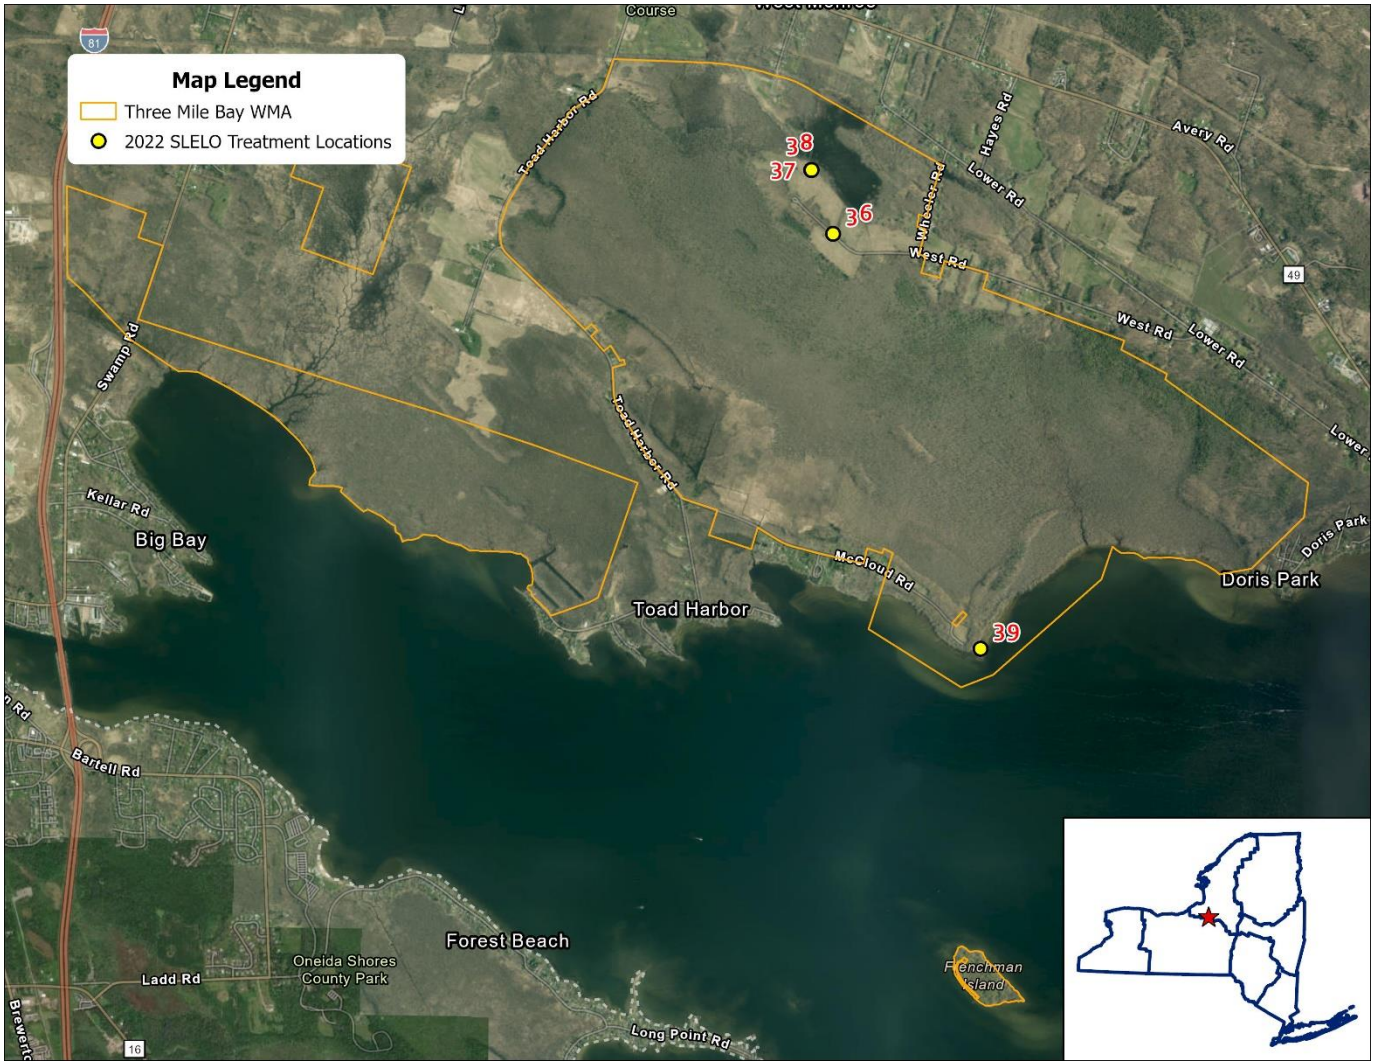 Course
West Monroe
81
Map Legend
Three Mile Bay WMA
2022 SLELO Treatment Locations
Toad Harbor Rd
Hayes Rd
Avery Rd
Lower Rd
38
37
36
Wheeler Rd
West Rd
49
West Rd
Lower Rd
Swamp Rd
Toad Harbor Rd
Lower
Kellar Rd
Big Bay
McCloud Rd
Doris Park
Doris Park
Toad Harbor
39
n Rd
Bartell Rd
Forest Beach
Oneida Shores
County Park
Ladd Rd
Frenchman
Island
Brewerto
16
Long Point Rd